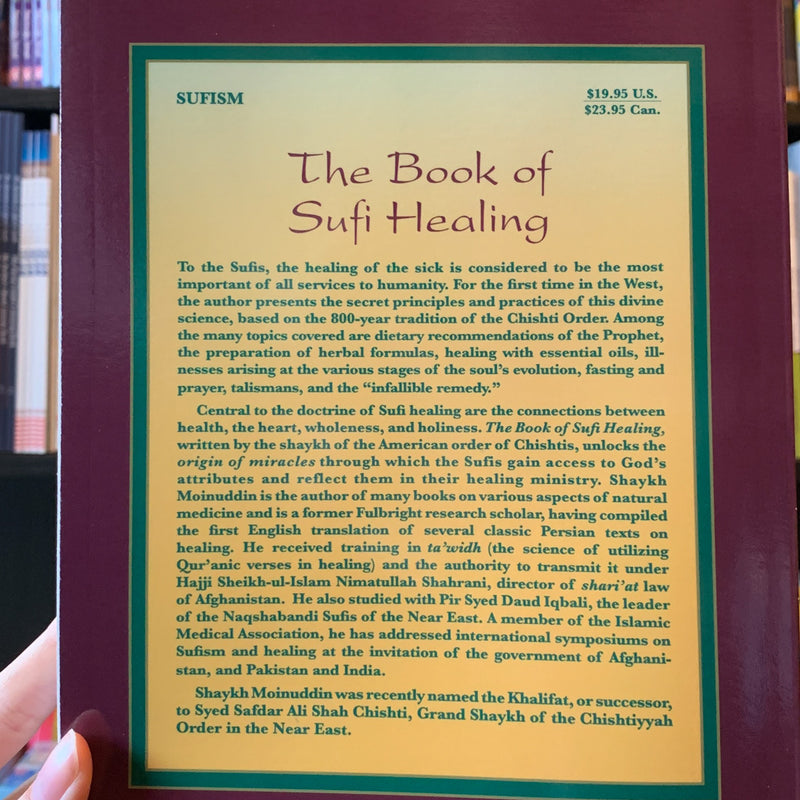 SUFISM
$19.95 U.S.
$23.95 Can.
The Book of
Sufi Healing
To the Sufis, the healing of the sick is considered to be the most
important of all services to humanity. For the first time in the West,
the author presents the secret principles and practices of this divine
science, based on the 800-year tradition of the Chishti Order. Among
the many topics covered are dietary recommendations of the Prophet,
the preparation of herbal formulas, healing with essential oils, ill-
nesses arising at the various stages of the soul's evolution, fasting and
prayer, talismans, and the “infallible remedy.”
Central to the doctrine of Sufi healing are the connections between
health, the heart, wholeness, and holiness. The Book of Sufi Healing,
written by the shaykh of the American order of Chishtis, unlocks the
origin of miracles through which the Sufis gain access to God's
attributes and reflect them in their healing ministry. Shaykh
Moinuddin is the author of many books on various aspects of natural
medicine and is a former Fulbright research scholar, having compiled
the first English translation of several classic Persian texts on
healing. He received training in ta'widh (the science of utilizing
Qur'anic verses in healing) and the authority to transmit it under
Hajji Sheikh-ul-Islam Nimatullah Shahrani, director of shari'at law
of Afghanistan. He also studied with Pir Syed Daud Iqbali, the leader
of the Naqshabandi Sufis of the Near East. A member of the Islamic
Medical Association, he has addressed international symposiums on
Sufism and healing at the invitation of the government of Afghani-
stan, and Pakistan and India.
Shaykh Moinuddin was recently named the Khalifat, or successor,
to Syed Safdar Ali Shah Chishti, Grand Shaykh of the Chishtiyyah
Order in the Near East.